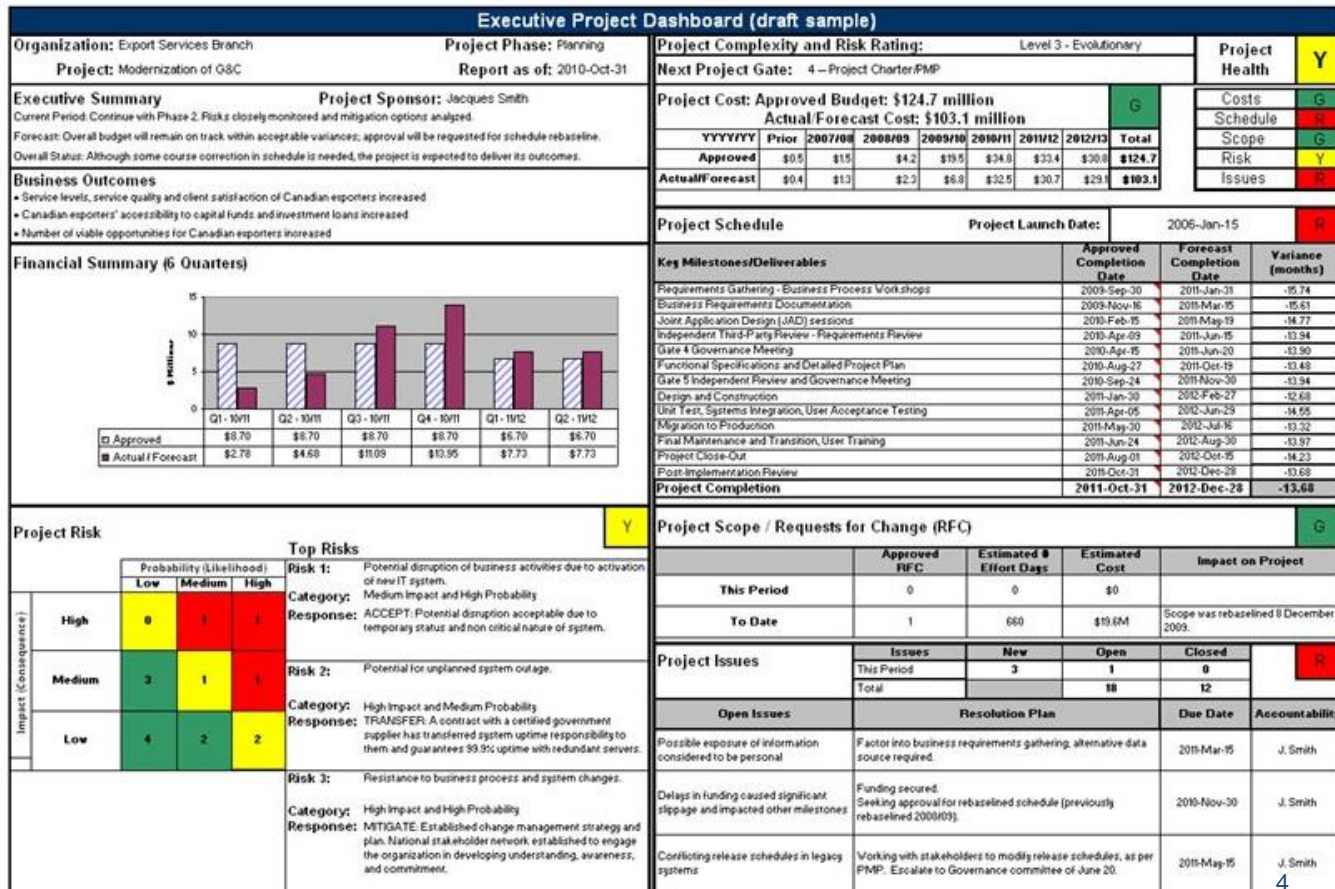 Executive Project Dashboard (draft sample)
Organization: Export Services Branch
Project Phase: Planning
Project: Modernization of G&C
Report as of: 2010-Oct-31
Executive Summary
Project Sponsor: Jacques Smith
Current Period: Continue with Phase 2. Risks closely monitored and mitigation options analyzed.
Forecast: Overall budget will remain on track within acceptable variances; approval will be requested for schedule rebaseline.
Overall Status: Although some course correction in schedule is needed, the project is expected to deliver its outcomes.
Business Outcomes
• Service levels, service quality and client satisfaction of Canadian exporters increased
• Canadian exporters' accessibility to capital funds and investment loans increased
• Number of viable opportunities for Canadian exporters increased
Financial Summary (6 Quarters)
15
10
5
0
$ Millions
Q1 - 10/11 Q2 - 10/11 Q3 - 10/11 Q4 - 10/11 Q1 - 11/12 Q2 - 11/12
Approved $8.70 $8.70 $8.70 $8.70 $6.70 $6.70
Actual / Forecast $2.78 $4.68 $11.09 $13.95 $7.73 $7.73
Project Risk
Y
Probability (Likelihood)
Low Medium High
Impact (Consequence)
High 0 1 1
Medium 3 1 1
Low 4 2 2
Top Risks
Risk 1: Potential disruption of business activities due to activation
of new IT system.
Category: Medium Impact and High Probability
Response: ACCEPT: Potential disruption acceptable due to
temporary status and non critical nature of system.
Risk 2: Potential for unplanned system outage.
Category: High Impact and Medium Probability
Response: TRANSFER: A contract with a certified government
supplier has transferred system uptime responsibility to
them and guarantees 99.9% uptime with redundant servers.
Risk 3: Resistance to business process and system changes.
Category: High Impact and High Probability
Response: MITIGATE: Established change management strategy and
plan. National stakeholder network established to engage
the organization in developing understanding, awareness,
and commitment.
Project Complexity and Risk Rating: Level 3 - Evolutionary
Next Project Gate: 4 – Project Charter/PMP
Project
Health
Y
Costs G
Schedule R
Scope G
Risk Y
Issues R
Project Cost: Approved Budget: $124.7 million
Actual/Forecast Cost: $103.1 million
G
YYYY/YY Prior 2007/08 2008/09 2009/10 2010/11 2011/12 2012/13 Total
Approved $0.5 $1.5 $4.2 $19.5 $34.8 $33.4 $30.8 $124.7
Actual/Forecast $0.4 $1.3 $2.3 $6.8 $32.5 $30.7 $29.1 $103.1
Project Schedule
Project Launch Date: 2006-Jan-15
R
Key Milestones/Deliverables
Approved
Completion
Date
Forecast
Completion
Date
Variance
(months)
Requirements Gathering - Business Process Workshops 2009-Sep-30 2011-Jan-31 -15.74
Business Requirements Documentation 2009-Nov-16 2011-Mar-15 -15.61
Joint Application Design (JAD) sessions 2010-Feb-15 2011-May-19 -14.77
Independent Third-Party Review - Requirements Review 2010-Apr-09 2011-Jun-15 -13.94
Gate 4 Governance Meeting 2010-Apr-15 2011-Jun-20 -13.90
Functional Specifications and Detailed Project Plan 2010-Aug-27 2011-Oct-19 -13.48
Gate 5 Independent Review and Governance Meeting 2010-Sep-24 2011-Nov-30 -13.94
Design and Construction 2011-Jan-30 2012-Feb-27 -12.68
Unit Test, Systems Integration, User Acceptance Testing 2011-Apr-05 2012-Jun-29 -14.55
Migration to Production 2011-May-30 2012-Jul-16 -13.32
Final Maintenance and Transition, User Training 2011-Jun-24 2012-Aug-30 -13.97
Project Close-Out 2011-Aug-01 2012-Oct-15 -14.23
Post-Implementation Review 2011-Oct-31 2012-Dec-28 -13.68
Project Completion 2011-Oct-31 2012-Dec-28 -13.68
Project Scope / Requests for Change (RFC)
G
Approved
RFC
Estimated #
Effort Days
Estimated
Cost
Impact on Project
This Period 0 0 $0
To Date 1 660 $19.6M
Scope was rebaselined 8 December
2009.
Project Issues
R
Issues New Open Closed
This Period 3 1 0
Total 18 12
Open Issues Resolution Plan Due Date Accountabilit
Possible exposure of information
considered to be personal
Factor into business requirements gathering; alternative data
source required.
2011-Mar-15
J. Smith
Delays in funding caused significant
slippage and impacted other milestones
Funding secured.
Seeking approval for rebaselined schedule (previously
rebaselined 2008/09).
2010-Nov-30
J. Smith
Conflicting release schedules in legacy
systems
Working with stakeholders to modify release schedules, as per
PMP. Escalate to Governance committee of June 20.
2011-May-15
J. Smith
4